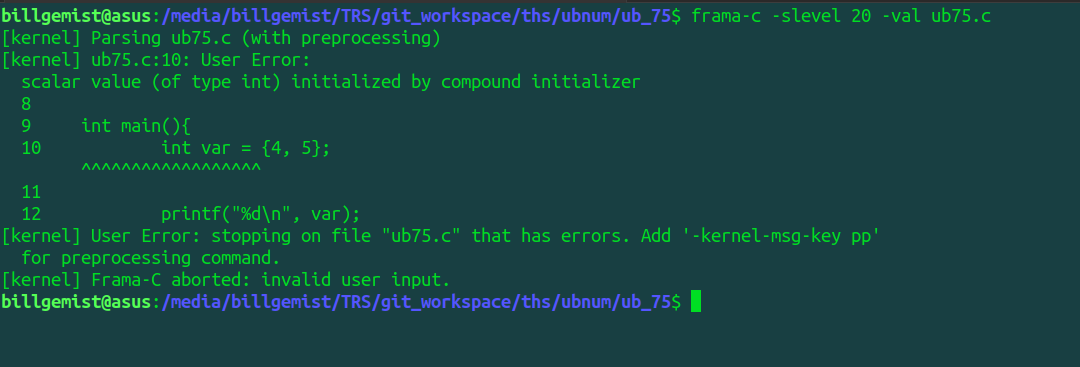 billgemist@asus:/media/billgemist/TRS/git_workspace/ths/ubnum/ub_75$ frama-c -slevel 20 -val ub75.c
[kernel] Parsing ub75.c (with preprocessing)
[kernel] ub75.c:10: User Error:
  scalar value (of type int) initialized by compound initializer
  8
  9     int main(){
  10            int var = {4, 5};
        ^^^^^^^^^^^^^^^^^^
  11
  12            printf("%d\n", var);
[kernel] User Error: stopping on file "ub75.c" that has errors. Add '-kernel-msg-key pp'
  for preprocessing command.
[kernel] Frama-C aborted: invalid user input.
billgemist@asus:/media/billgemist/TRS/git_workspace/ths/ubnum/ub_75$